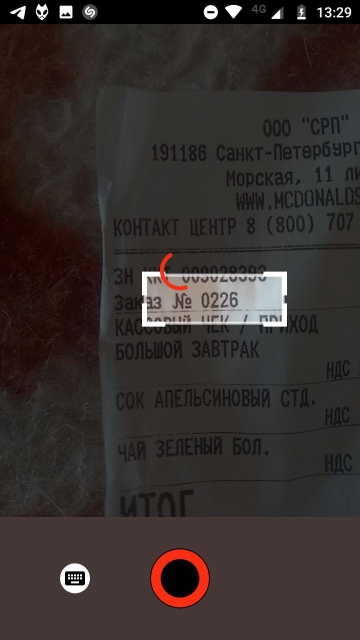 4G 13:29
ООО "СРП"
191186 Санкт-Петербург
Морская, 11 ли
WWW.MCDONALDS
КОНТАКТ ЦЕНТР 8 (800) 707
ЗН ККТ 009028393
Заказ № 0226
КАССОВЫЙ ЧЕК / ПРИХОД
БОЛЬШОЙ ЗАВТРАК
НДС
СОК АПЕЛЬСИНОВЫЙ СТД.
НДС
ЧАЙ ЗЕЛЕНЫЙ БОЛ.
НДС
ИТОГ